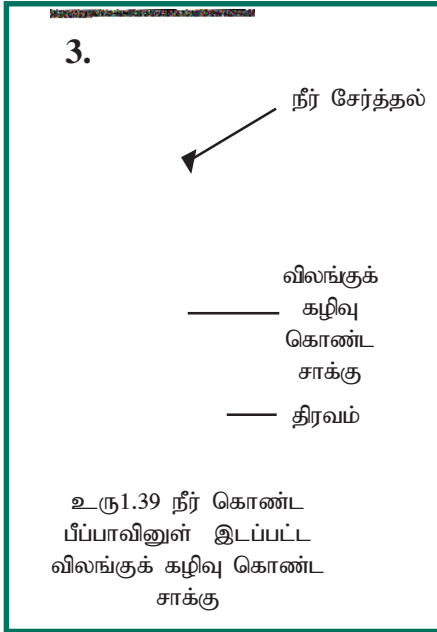 3.
நீர் சேர்த்தல்
விலங்குக்
கழிவு
கொண்ட
சாக்கு
திரவம்
உரு1.39 நீர் கொண்ட
பீப்பாவினுள் இடப்பட்ட
விலங்குக் கழிவு கொண்ட
சாக்கு